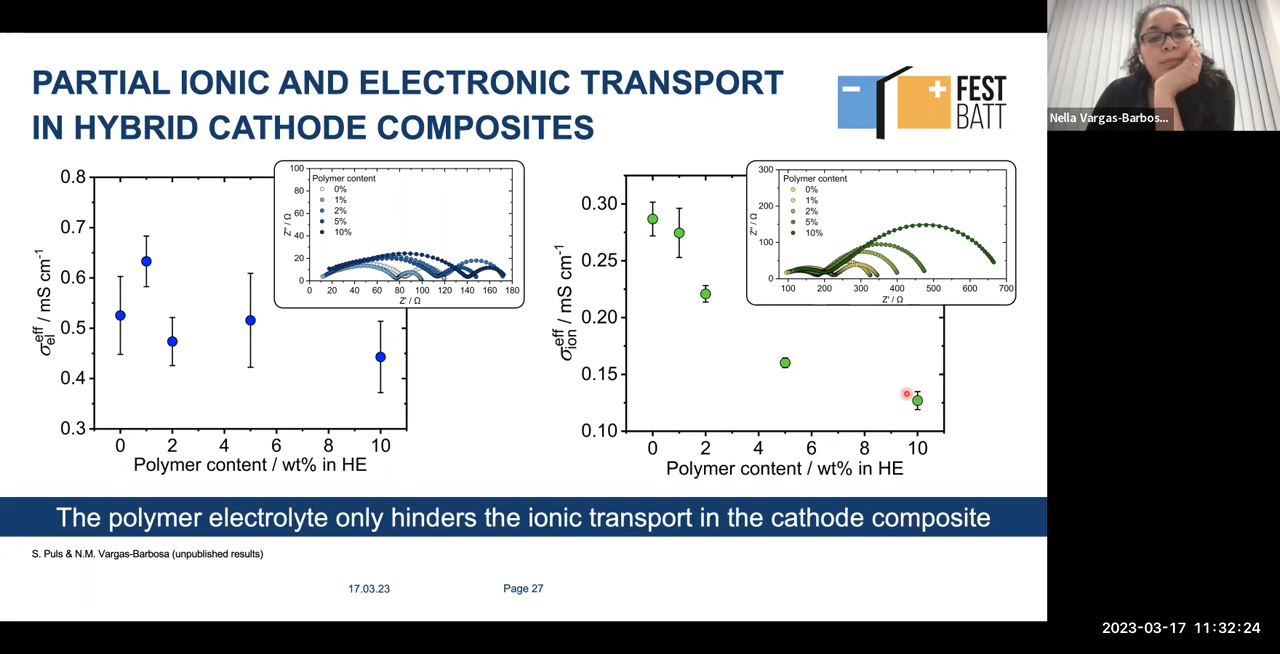 PARTIAL IONIC AND ELECTRONIC TRANSPORT
IN HYBRID CATHODE COMPOSITES
FEST
BATT
Nella Vargas-Barbos...
0.8
0.7
0.6
0.5
0.4
0.3
σel^eff / mS cm-1
0 2 4 6 8 10
Polymer content / wt% in HE
100
80
60
40
20
0
Z'' / Ω
Polymer content
0%
1%
2%
5%
10%
0 20 40 60 80 100 120 140 160 180
Z' / Ω
0.30
0.25
0.20
0.15
0.10
σion^eff / mS cm-1
0 2 4 6 8 10
Polymer content / wt% in HE
300
200
100
0
Z'' / Ω
Polymer content
0%
1%
2%
5%
10%
100 200 300 400 500 600 700
Z' / Ω
The polymer electrolyte only hinders the ionic transport in the cathode composite
S. Puls & N.M. Vargas-Barbosa (unpublished results)
17.03.23 Page 27
2023-03-17 11:32:24